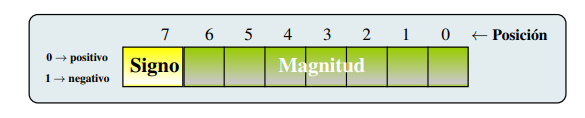 7 6 5 4 3 2 1 0 ← Posición
0 → positivo
1 → negativo
Signo Magnitud